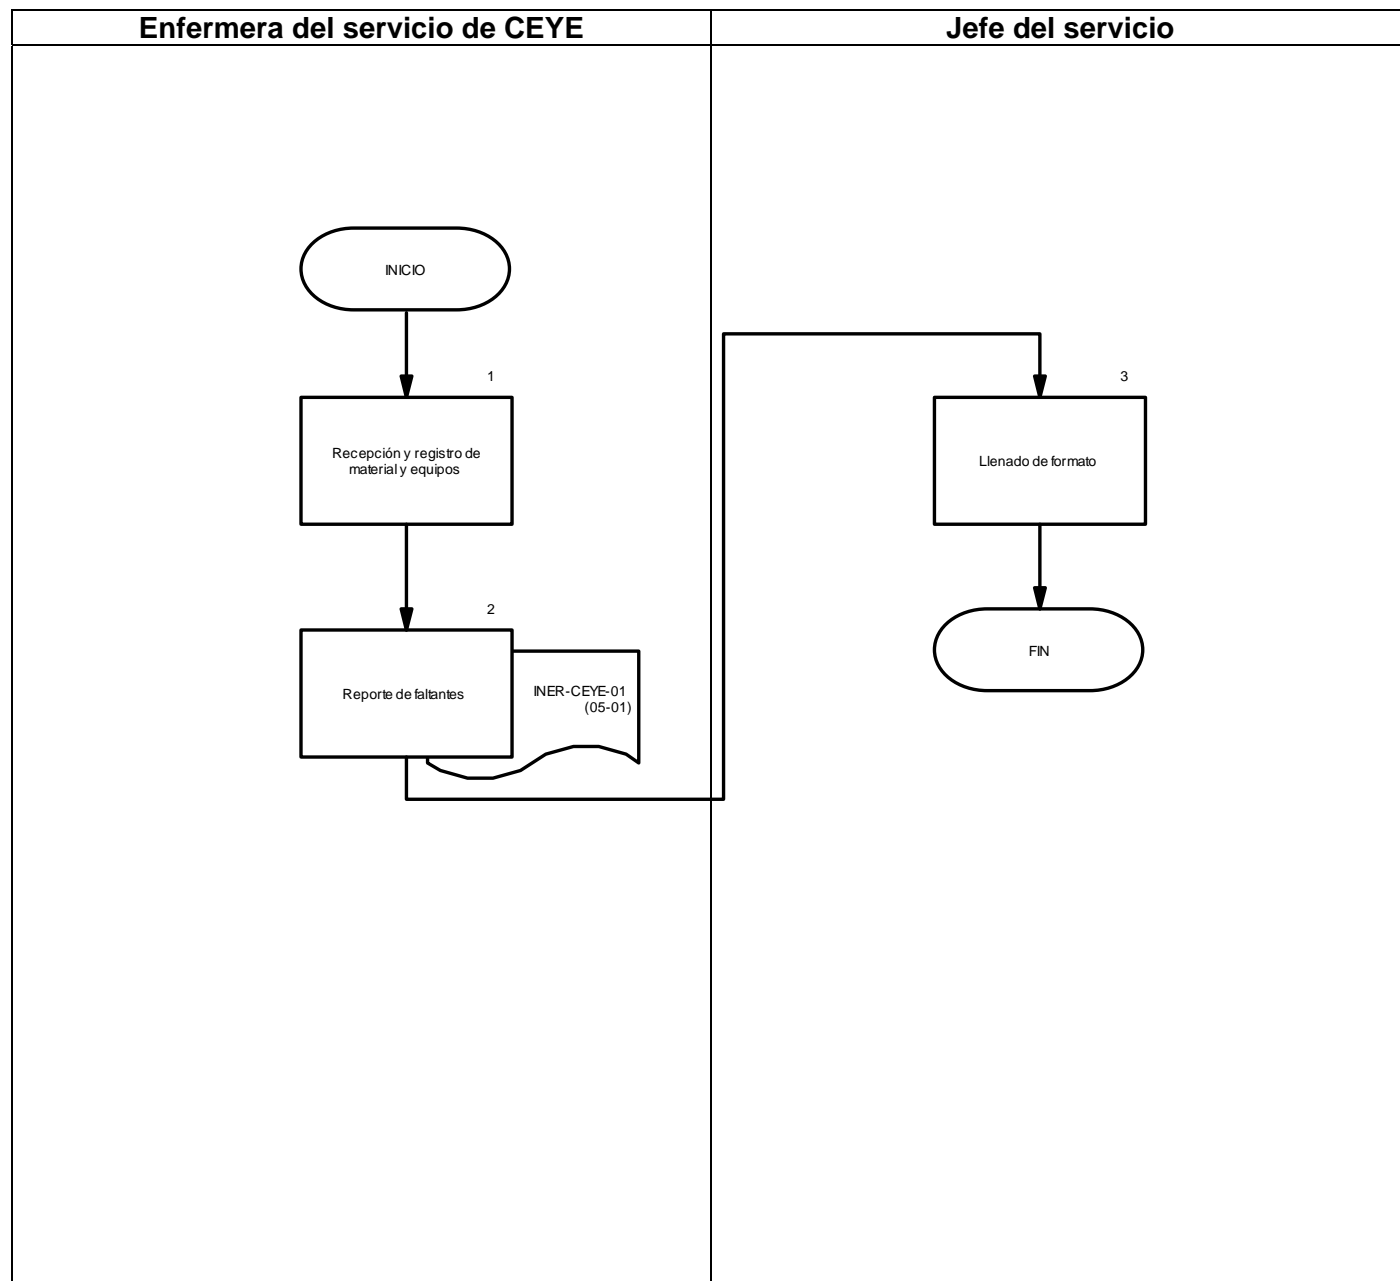 Enfermera del servicio de CEYE
Jefe del servicio
INICIO
1
Recepción y registro de
material y equipos
2
Reporte de faltantes
INER-CEYE-01
(05-01)
3
Llenado de formato
FIN